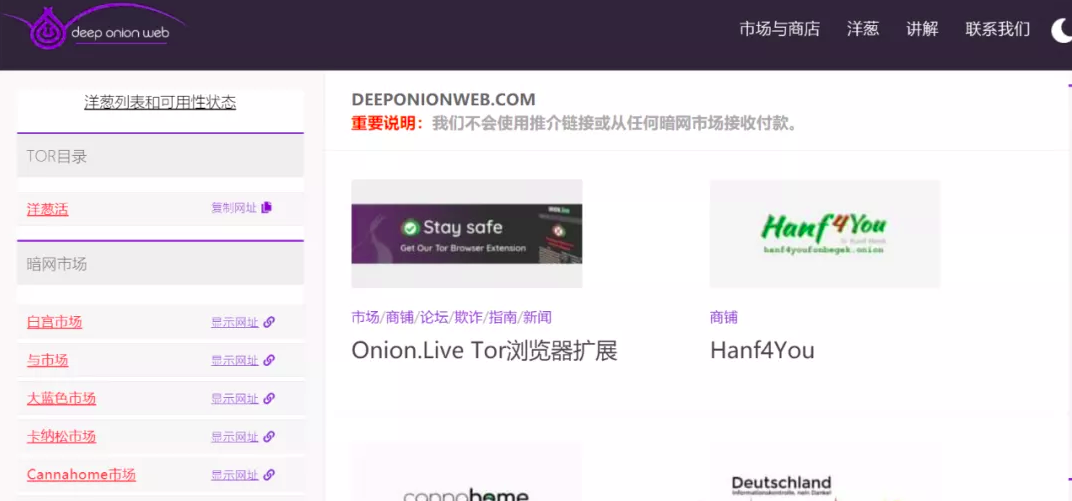 deep onion web
市场与商店 洋葱 讲解 联系我们
洋葱列表和可用性状态
TOR目录
洋葱活 复制网址
暗网市场
白宫市场 显示网址
与市场 显示网址
大蓝色市场 显示网址
卡纳松市场 显示网址
Cannahome市场 显示网址
DEEPONIONWEB.COM
重要说明：我们不会使用推介链接或从任何暗网市场接收付款。
Stay safe
Get Our Tor Browser Extension
市场/商铺/论坛/欺诈/指南/新闻
Onion.Live Tor浏览器扩展
Hanf4You
商铺
Hanf4You
cannahome
Deutschland
Informationskontrolle, nein Danke!